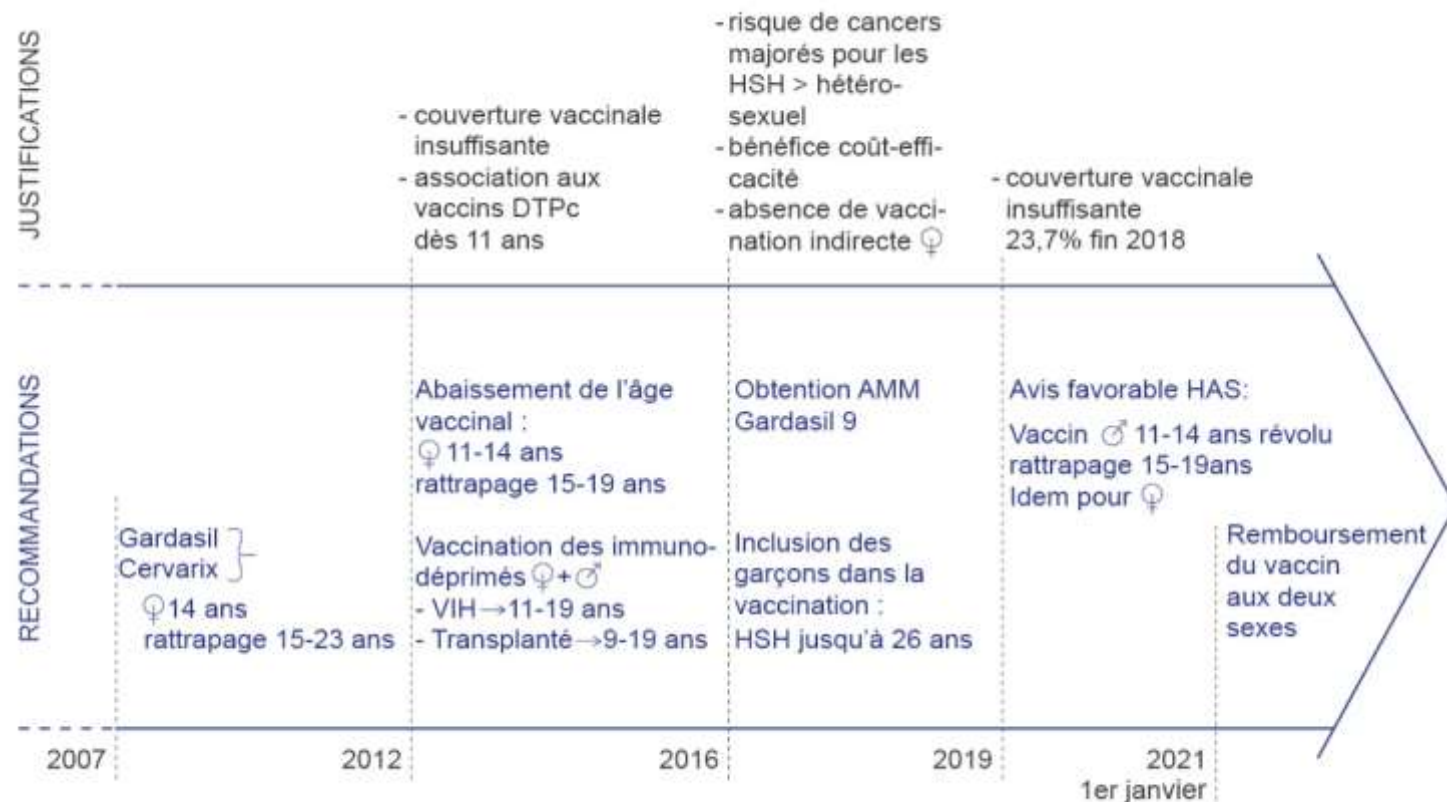 JUSTIFICATIONS
- couverture vaccinale
insuffisante
- association aux
vaccins DTPc
dès 11 ans
- risque de cancers
majorés pour les
HSH > hétéro-
sexuel
- bénéfice coût-effi-
cacité
- absence de vacci-
nation indirecte ♀
- couverture vaccinale
insuffisante
23,7% fin 2018
RECOMMANDATIONS
Gardasil
Cervarix
♀ 14 ans
rattrapage 15-23 ans
Abaissement de l'âge
vaccinal :
♀ 11-14 ans
rattrapage 15-19 ans
Vaccination des immuno-
déprimés ♀+♂
- VIH→11-19 ans
- Transplanté→9-19 ans
Obtention AMM
Gardasil 9
Inclusion des
garçons dans la
vaccination :
HSH jusqu'à 26 ans
Avis favorable HAS:
Vaccin ♂ 11-14 ans révolu
rattrapage 15-19ans
Idem pour ♀
Remboursement
du vaccin
aux deux
sexes
2007
2012
2016
2019
2021
1er janvier